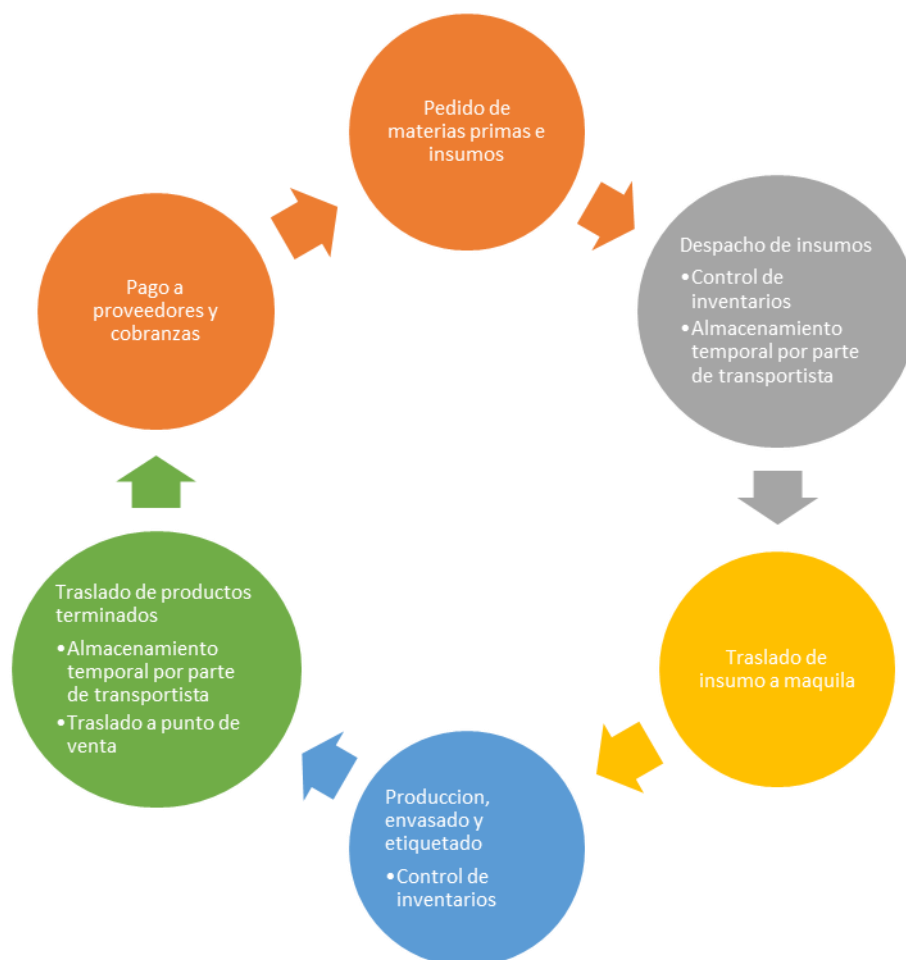 Pedido de
materias primas e
insumos
Despacho de insumos
•Control de
inventarios
•Almacenamiento
temporal por parte
de transportista
Traslado de
insumo a maquila
Produccion,
envasado y
etiquetado
•Control de
inventarios
Traslado de productos
terminados
•Almacenamiento
temporal por parte
de transportista
•Traslado a punto de
venta
Pago a
proveedores y
cobranzas